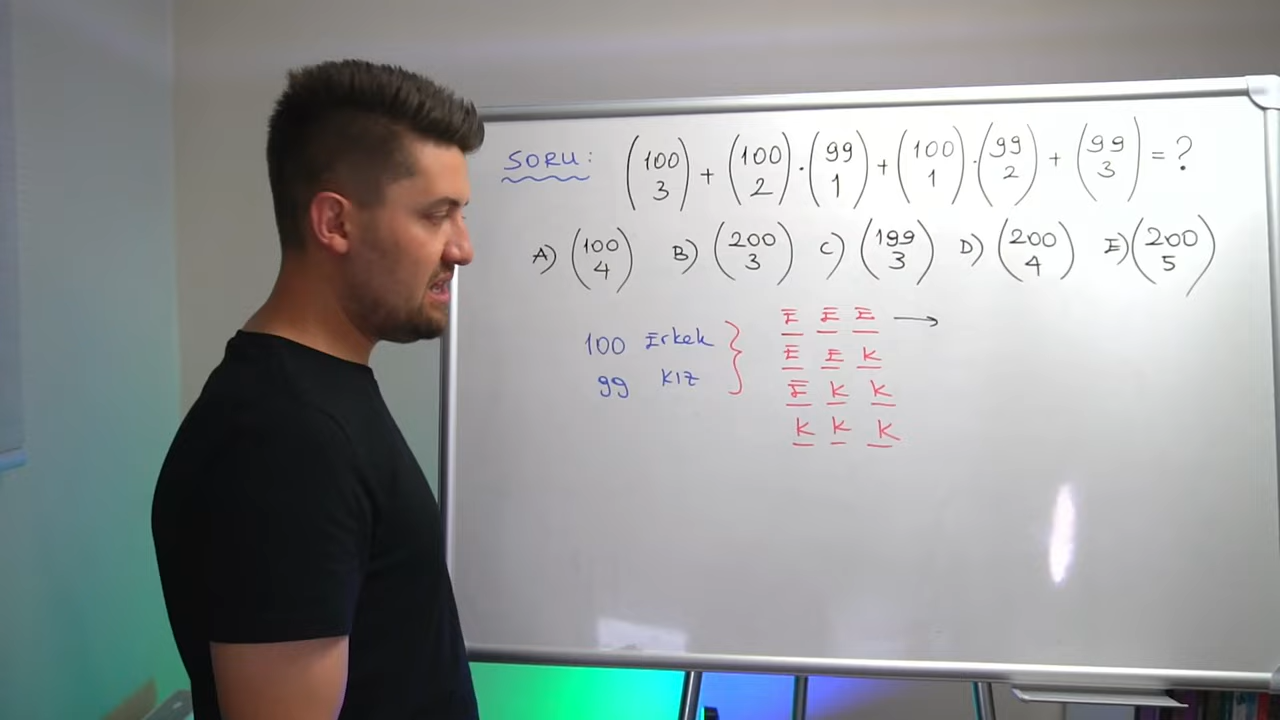 SORU: (100 3) + (100 2) · (99 1) + (100 1) · (99 2) + (99 3) = ?
A) (100 4) B) (200 3) C) (199 3) D) (200 4) E) (200 5)
100 Erkek
99 KIZ
E E E →
E E K
E K K
K K K